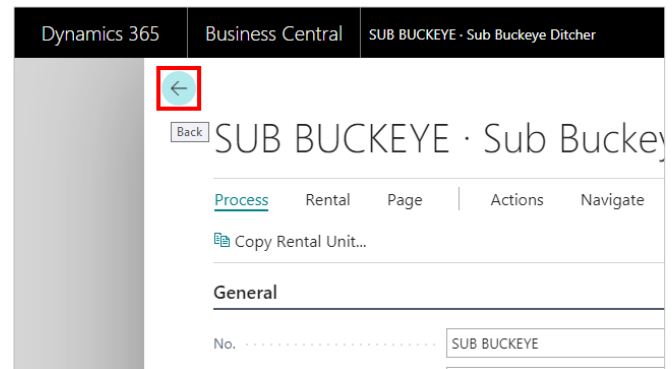 Dynamics 365 Business Central SUB BUCKEYE · Sub Buckeye Ditcher
Back
SUB BUCKEYE · Sub Buckey
Process Rental Page Actions Navigate
Copy Rental Unit...
General
No. SUB BUCKEYE